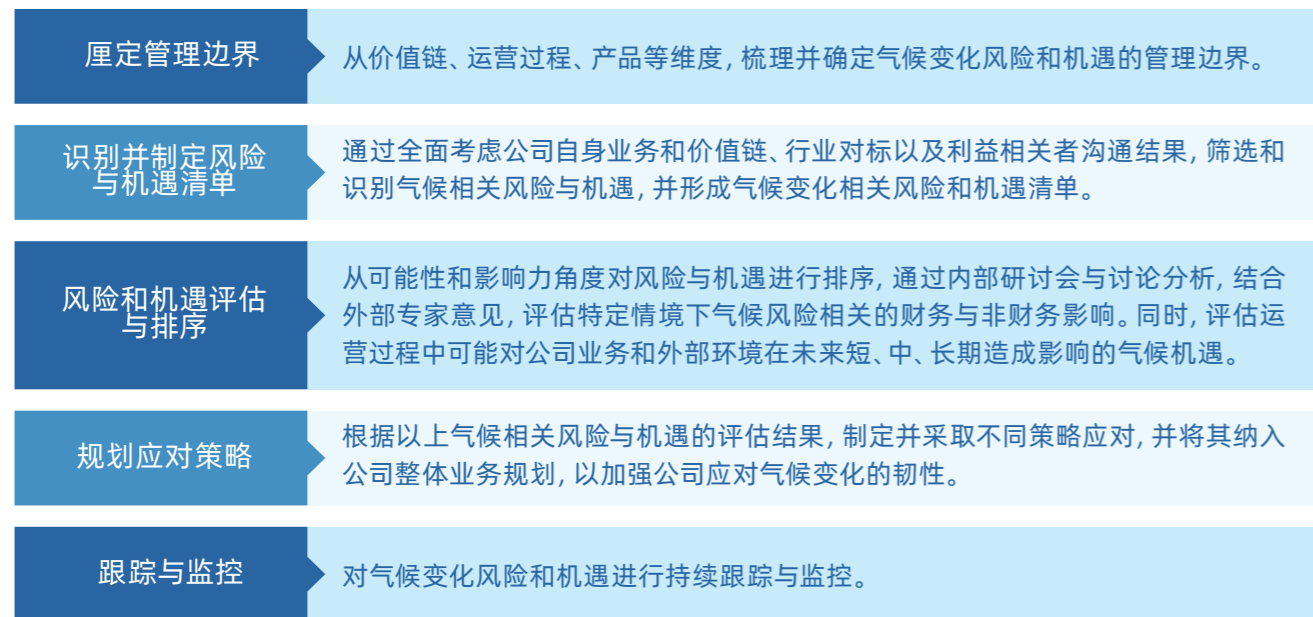 厘定管理边界
从价值链、运营过程、产品等维度,梳理并确定气候变化风险和机遇的管理边界。
识别并制定风险
与机遇清单
通过全面考虑公司自身业务和价值链、行业对标以及利益相关者沟通结果,筛选和
识别气候相关风险与机遇,并形成气候变化相关风险和机遇清单。
风险和机遇评估
与排序
从可能性和影响力角度对风险与机遇进行排序,通过内部研讨会与讨论分析,结合
外部专家意见,评估特定情境下气候风险相关的财务与非财务影响。同时,评估运
营过程中可能对公司业务和外部环境在未来短、中、长期造成影响的气候机遇。
规划应对策略
根据以上气候相关风险与机遇的评估结果,制定并采取不同策略应对,并将其纳入
公司整体业务规划,以加强公司应对气候变化的韧性。
跟踪与监控
对气候变化风险和机遇进行持续跟踪与监控。